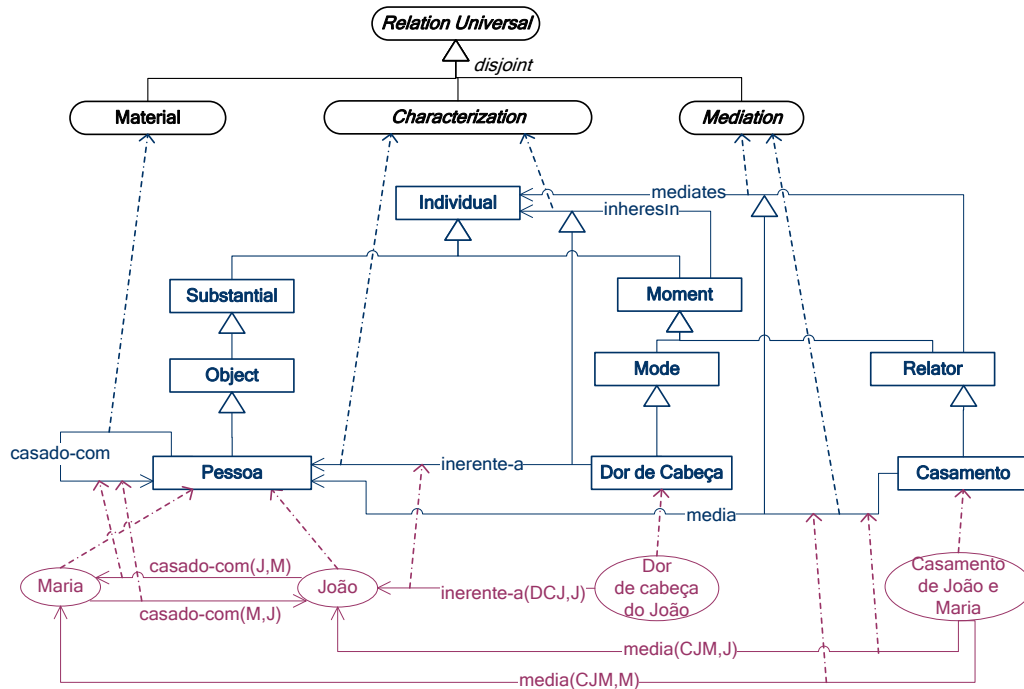 Relation Universal
disjoint
Material
Characterization
Mediation
mediates
Individual
inheresIn
Substantial
Moment
Object
Mode
Relator
casado-com
Pessoa
inerente-a
Dor de Cabeça
Casamento
media
Maria
casado-com(J,M)
João
casado-com(M,J)
inerente-a(DCJ,J)
Dor
de cabeça
do João
Casamento
de João e
Maria
media(CJM,J)
media(CJM,M)